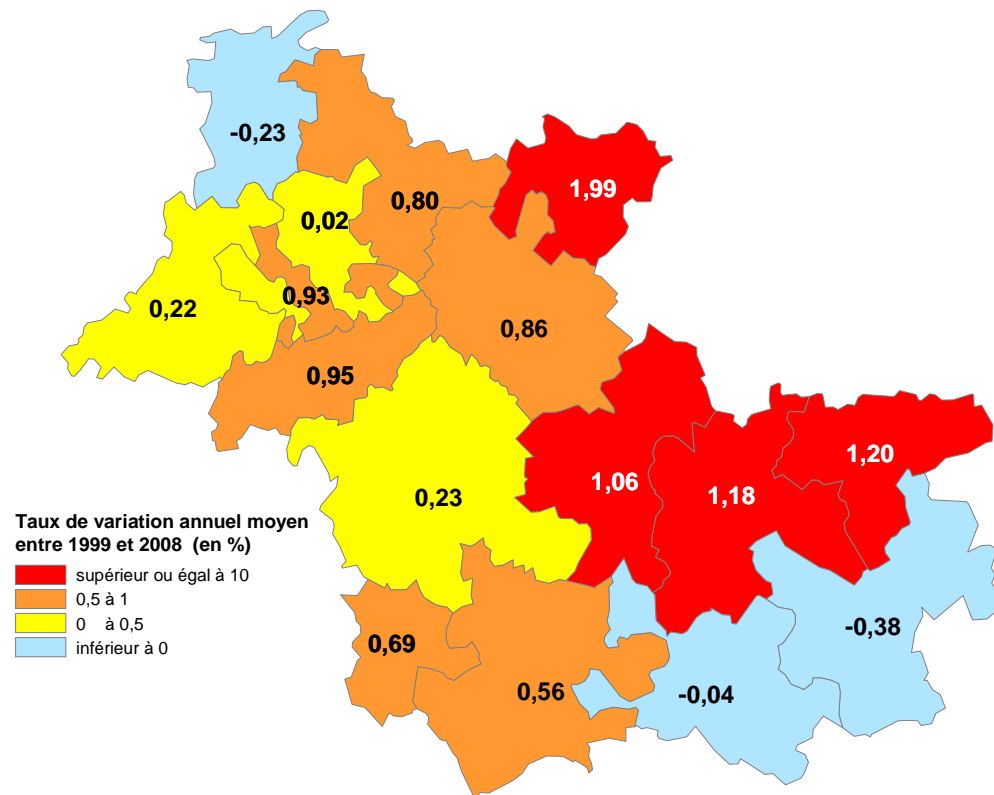 -0,23
1,99
0,80
0,02
0,93
0,22
0,86
0,95
1,20
1,06
1,18
0,23
Taux de variation annuel moyen
entre 1999 et 2008 (en %)
supérieur ou égal à 10
0,5 à 1
0 à 0,5
inférieur à 0
-0,38
0,69
0,56
-0,04